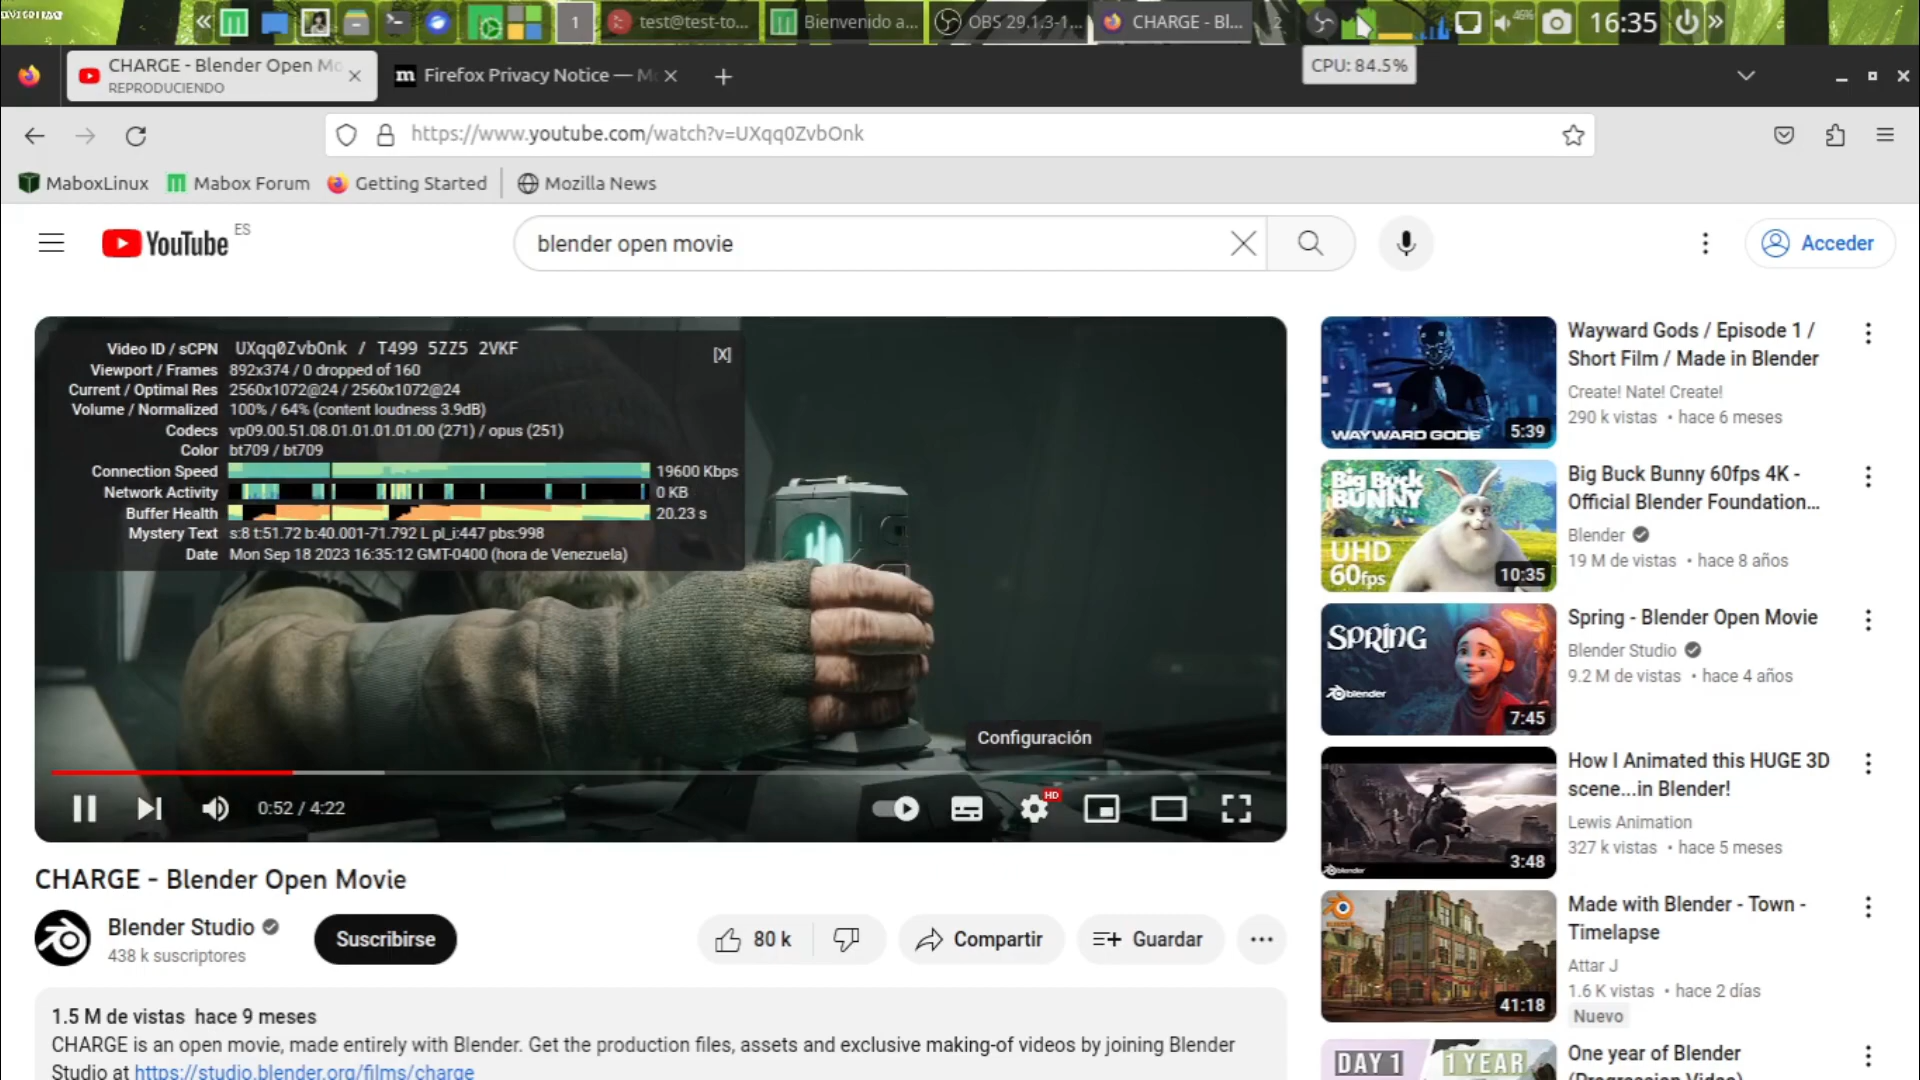 1
test@test-to...
Bienvenido a...
OBS 29.1.3-1...
CHARGE - Bl...
2
46%
16:35
CHARGE - Blender Open Mo
REPRODUCIENDO
Firefox Privacy Notice — Mo
CPU: 84.5%
https://www.youtube.com/watch?v=UXqq0ZvbOnk
MaboxLinux
Mabox Forum
Getting Started
Mozilla News
YouTube ES
blender open movie
Acceder
Video ID / sCPN UXqq0ZvbOnk / T499 5ZZ5 2VKF [X]
Viewport / Frames 892x374 / 0 dropped of 160
Current / Optimal Res 2560x1072@24 / 2560x1072@24
Volume / Normalized 100% / 64% (content loudness 3.9dB)
Codecs vp09.00.51.08.01.01.01.01.00 (271) / opus (251)
Color bt709 / bt709
Connection Speed 19600 Kbps
Network Activity 0 KB
Buffer Health 20.23 s
Mystery Text s:8 t:51.72 b:40.001-71.792 L pl_i:447 pbs:998
Date Mon Sep 18 2023 16:35:12 GMT-0400 (hora de Venezuela)
Configuración
0:52 / 4:22
HD
CHARGE - Blender Open Movie
Blender Studio
438 k suscriptores
Suscribirse
80 k
Compartir
Guardar
1.5 M de vistas hace 9 meses
CHARGE is an open movie, made entirely with Blender. Get the production files, assets and exclusive making-of videos by joining Blender
Studio at https://studio.blender.org/films/charge
WAYWARD GODS
5:39
Wayward Gods / Episode 1 /
Short Film / Made in Blender
Create! Nate! Create!
290 k vistas • hace 6 meses
Big Buck
BUNNY
UHD
60fps
10:35
Big Buck Bunny 60fps 4K -
Official Blender Foundation...
Blender
19 M de vistas • hace 8 años
SPRING
blender
7:45
Spring - Blender Open Movie
Blender Studio
9.2 M de vistas • hace 4 años
blender
3:48
How I Animated this HUGE 3D
scene...in Blender!
Lewis Animation
327 k vistas • hace 5 meses
41:18
Made with Blender - Town -
Timelapse
Attar J
1.6 K vistas • hace 2 días
Nuevo
DAY 1
1 YEAR
One year of Blender
(Progression Video)